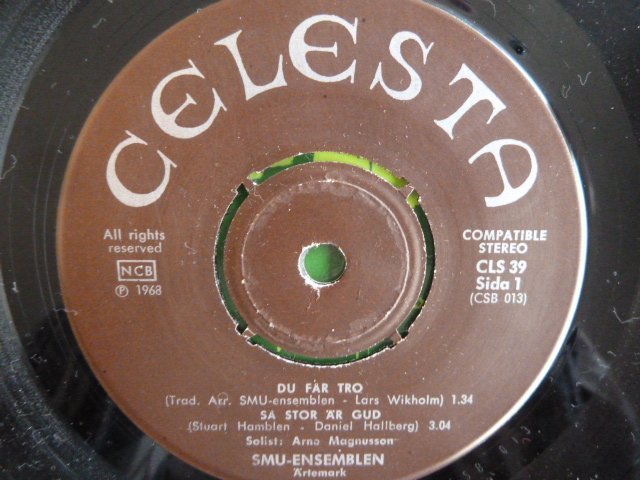 CELESTA
All rights
reserved
NCB
Ⓟ 1968
COMPATIBLE
STEREO
CLS 39
Sida 1
(CSB 013)
DU FÅR TRO
(Trad. Arr. SMU-ensemblen - Lars Wikholm) 1.34
SÅ STOR ÄR GUD
(Stuart Hamblen - Daniel Hallberg) 3.04
Solist: Arne Magnusson
SMU-ENSEMBLEN
Ärtemark